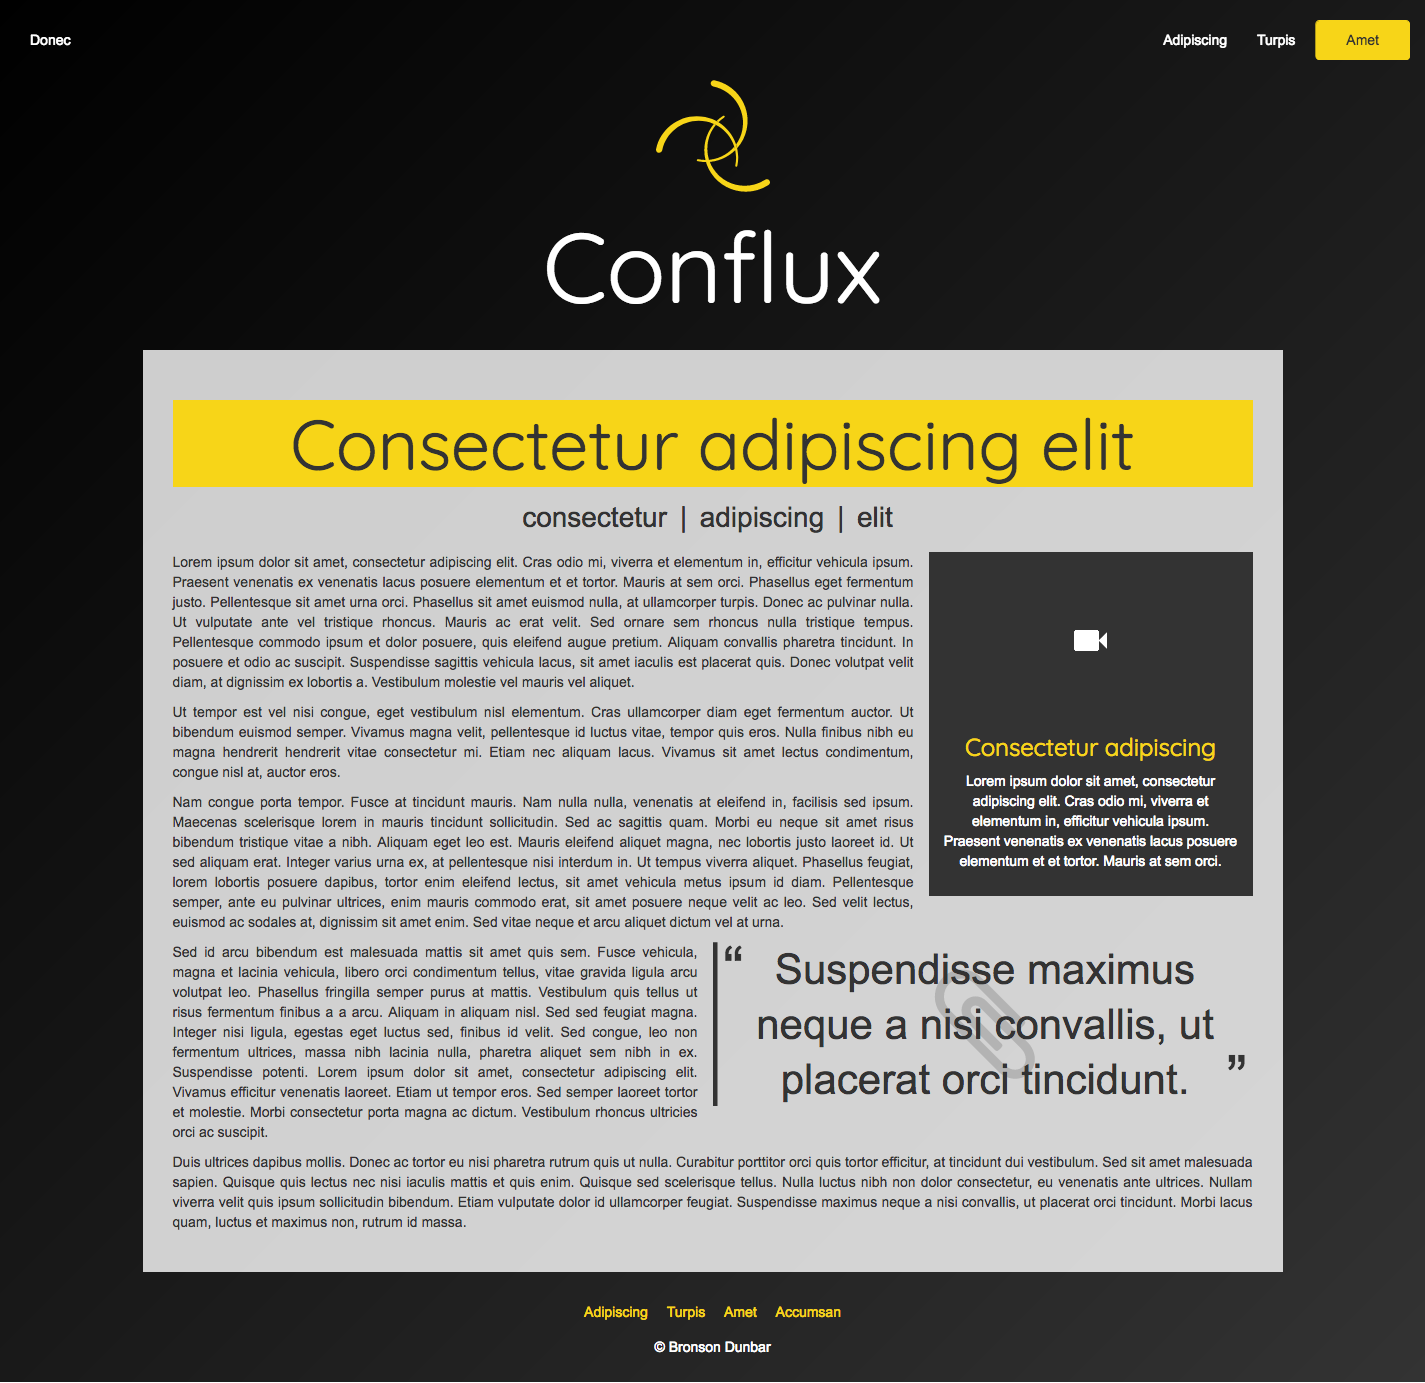 Donec
Adipiscing Turpis Amet
Conflux
Consectetur adipiscing elit
consectetur | adipiscing | elit
Lorem ipsum dolor sit amet, consectetur adipiscing elit. Cras odio mi, viverra et elementum in, efficitur vehicula ipsum.
Praesent venenatis ex venenatis lacus posuere elementum et et tortor. Mauris at sem orci. Phasellus eget fermentum
justo. Pellentesque sit amet urna orci. Phasellus sit amet euismod nulla, at ullamcorper turpis. Donec ac pulvinar nulla.
Ut vulputate ante vel tristique rhoncus. Mauris ac erat velit. Sed ornare sem rhoncus nulla tristique tempus.
Pellentesque commodo ipsum et dolor posuere, quis eleifend augue pretium. Aliquam convallis pharetra tincidunt. In
posuere et odio ac suscipit. Suspendisse sagittis vehicula lacus, sit amet iaculis est placerat quis. Donec volutpat velit
diam, at dignissim ex lobortis a. Vestibulum molestie vel mauris vel aliquet.
Ut tempor est vel nisi congue, eget vestibulum nisl elementum. Cras ullamcorper diam eget fermentum auctor. Ut
bibendum euismod semper. Vivamus magna velit, pellentesque id luctus vitae, tempor quis eros. Nulla finibus nibh eu
magna hendrerit hendrerit vitae consectetur mi. Etiam nec aliquam lacus. Vivamus sit amet lectus condimentum,
congue nisl at, auctor eros.
Nam congue porta tempor. Fusce at tincidunt mauris. Nam nulla nulla, venenatis at eleifend in, facilisis sed ipsum.
Maecenas scelerisque lorem in mauris tincidunt sollicitudin. Sed ac sagittis quam. Morbi eu neque sit amet risus
bibendum tristique vitae a nibh. Aliquam eget leo est. Mauris eleifend aliquet magna, nec lobortis justo laoreet id. Ut
sed aliquam erat. Integer varius urna ex, at pellentesque nisi interdum in. Ut tempus viverra aliquet. Phasellus feugiat,
lorem lobortis posuere dapibus, tortor enim eleifend lectus, sit amet vehicula metus ipsum id diam. Pellentesque
semper, ante eu pulvinar ultrices, enim mauris commodo erat, sit amet posuere neque velit ac leo. Sed velit lectus,
euismod ac sodales at, dignissim sit amet enim. Sed vitae neque et arcu aliquet dictum vel at urna.
Consectetur adipiscing
Lorem ipsum dolor sit amet, consectetur
adipiscing elit. Cras odio mi, viverra et
elementum in, efficitur vehicula ipsum.
Praesent venenatis ex venenatis lacus posuere
elementum et et tortor. Mauris at sem orci.
Sed id arcu bibendum est malesuada mattis sit amet quis sem. Fusce vehicula,
magna et lacinia vehicula, libero orci condimentum tellus, vitae gravida ligula arcu
volutpat leo. Phasellus fringilla semper purus at mattis. Vestibulum quis tellus ut
risus fermentum finibus a a arcu. Aliquam in aliquam nisl. Sed sed feugiat magna.
Integer nisi ligula, egestas eget luctus sed, finibus id velit. Sed congue, leo non
fermentum ultrices, massa nibh lacinia nulla, pharetra aliquet sem nibh in ex.
Suspendisse potenti. Lorem ipsum dolor sit amet, consectetur adipiscing elit.
Vivamus efficitur venenatis laoreet. Etiam ut tempor eros. Sed semper laoreet tortor
et molestie. Morbi consectetur porta magna ac dictum. Vestibulum rhoncus ultricies
orci ac suscipit.
“ Suspendisse maximus
neque a nisi convallis, ut
placerat orci tincidunt. ”
Duis ultrices dapibus mollis. Donec ac tortor eu nisi pharetra rutrum quis ut nulla. Curabitur porttitor orci quis tortor efficitur, at tincidunt dui vestibulum. Sed sit amet malesuada
sapien. Quisque quis lectus nec nisi iaculis mattis et quis enim. Quisque sed scelerisque tellus. Nulla luctus nibh non dolor consectetur, eu venenatis ante ultrices. Nullam
viverra velit quis ipsum sollicitudin bibendum. Etiam vulputate dolor id ullamcorper feugiat. Suspendisse maximus neque a nisi convallis, ut placerat orci tincidunt. Morbi lacus
quam, luctus et maximus non, rutrum id massa.
Adipiscing Turpis Amet Accumsan
© Bronson Dunbar